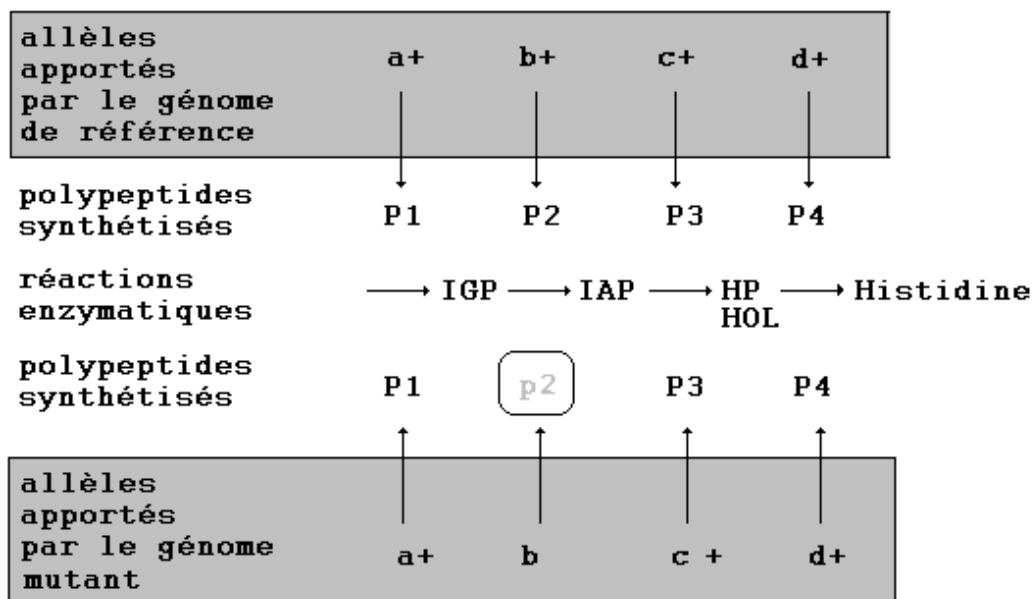 allèles
apportés
par le génome
de référence
a+ b+ c+ d+
polypeptides
synthétisés
P1 P2 P3 P4
réactions
enzymatiques
IGP IAP HP Histidine
HOL
polypeptides
synthétisés
P1 p2 P3 P4
allèles
apportés
par le génome
mutant
a+ b c + d+